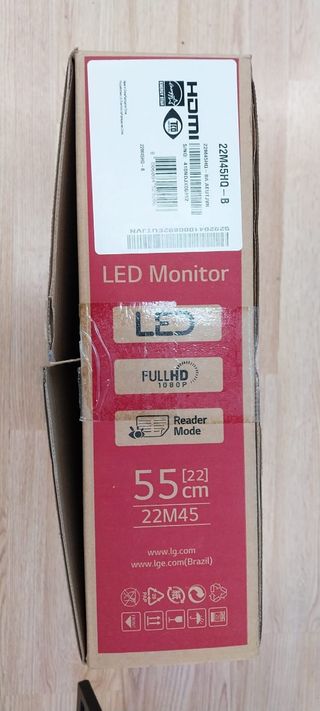 22M45HQ - B
HDMI
22M45HQ - B
LED Monitor
LED
FULL HD
1080P
Reader
Mode
55 [22]
cm
22M45
www.lg.com
www.lge.com(Brazil)